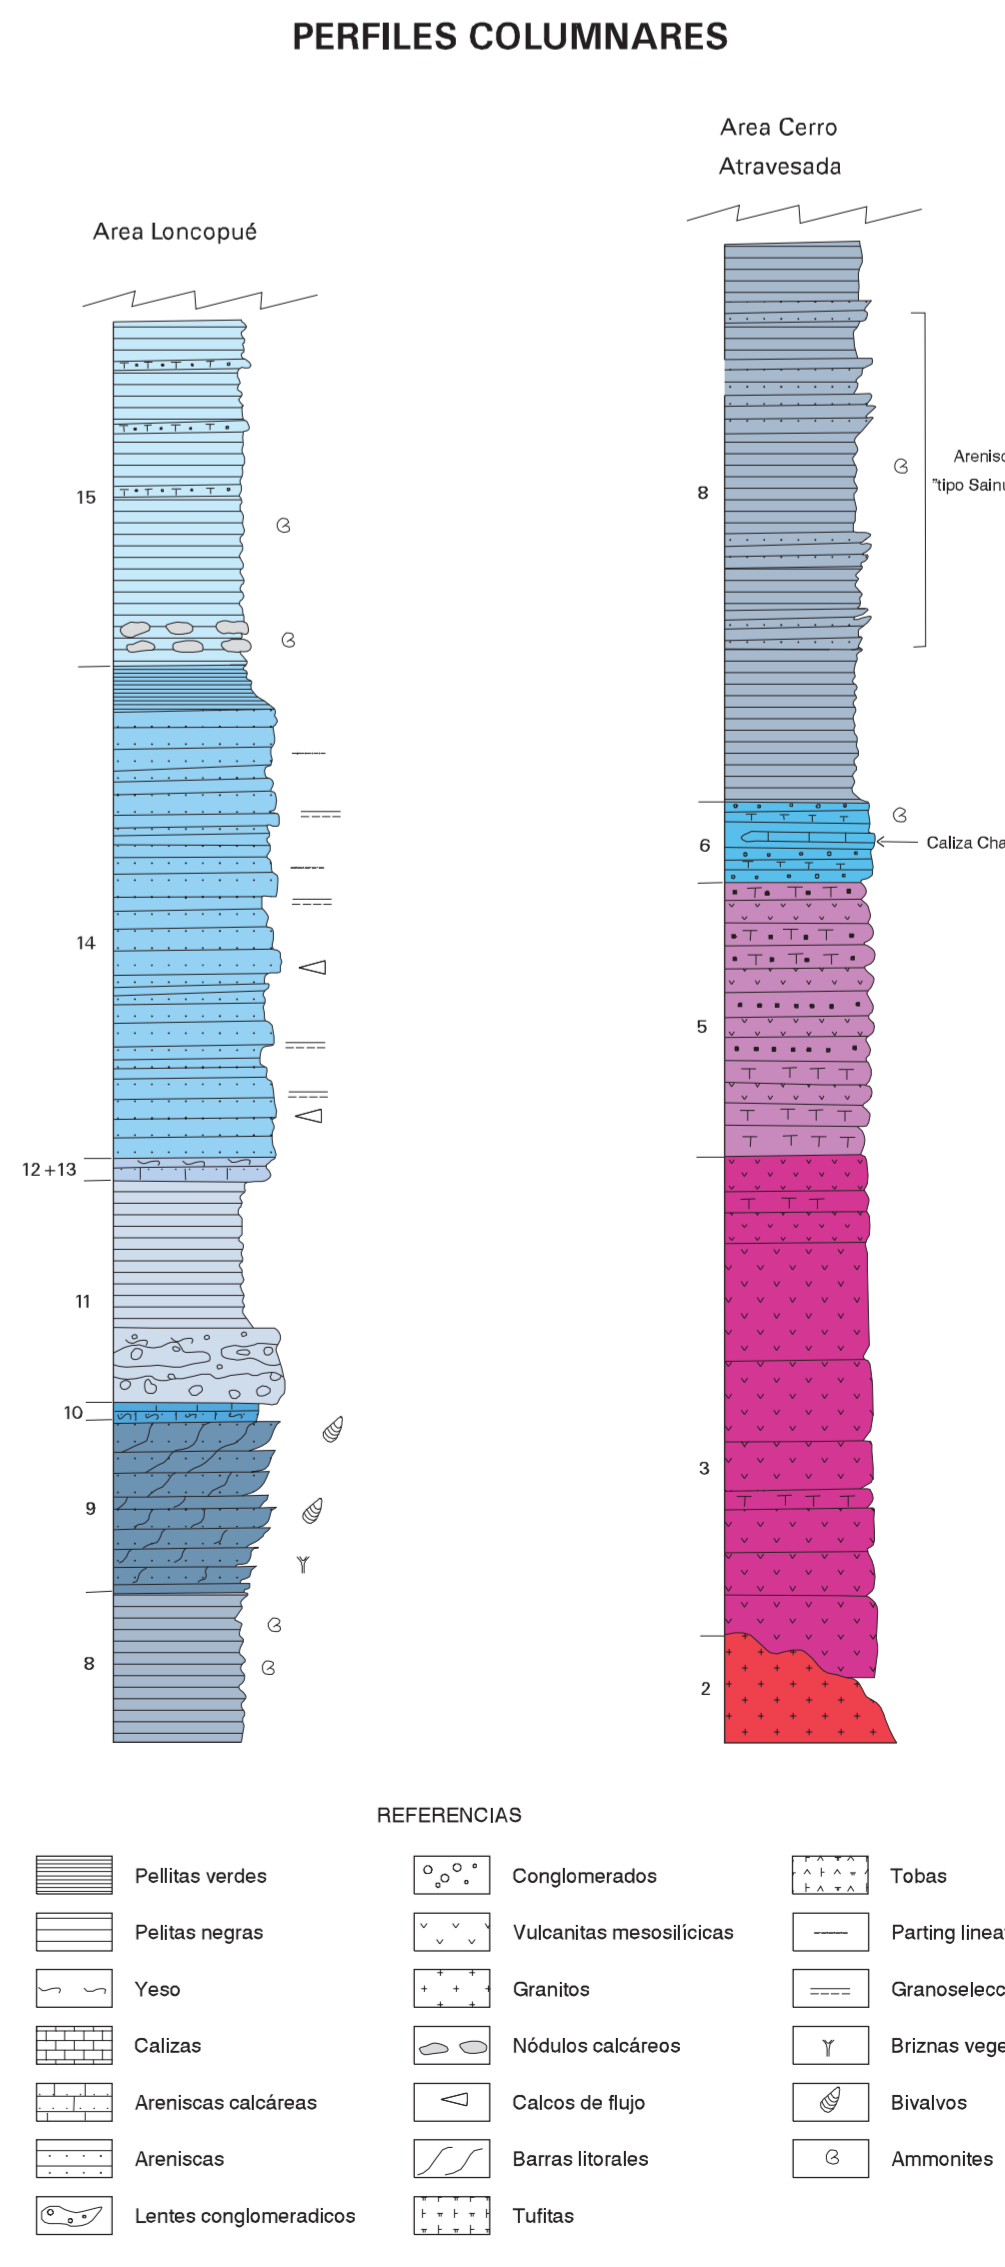 PERFILES COLUMNARES
Area Loncopué
15
14
12+13
11
10
9
8
Area Cerro
Atravesada
8
6
5
3
2
"tipo
Caliza
REFERENCIAS
Pellitas verdes
Pelitas negras
Yeso
Calizas
Areniscas calcáreas
Areniscas
Lentes conglomeradicos
Conglomerados
Vulcanitas mesosilícicas
Granitos
Nódulos calcáreos
Calcos de flujo
Barras litorales
Tufitas
Tobas
Parting
Briznas
Bivalvos
Ammonites